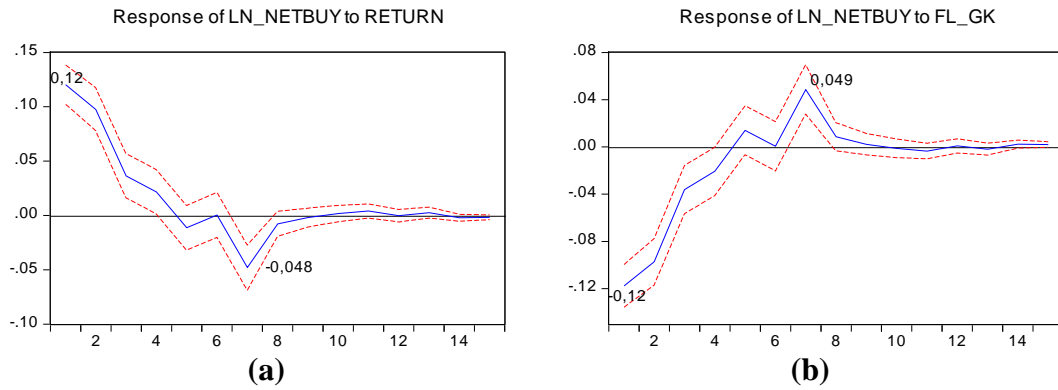 Response of LN_NETBUY to RETURN
.15
0,12
.10
.05
.00
-0,048
-.05
-.10
2 4 6 8 10 12 14
(a)
Response of LN_NETBUY to FL_GK
.08
0,049
.04
.00
-.04
-.08
-.12
-0,12
2 4 6 8 10 12 14
(b)